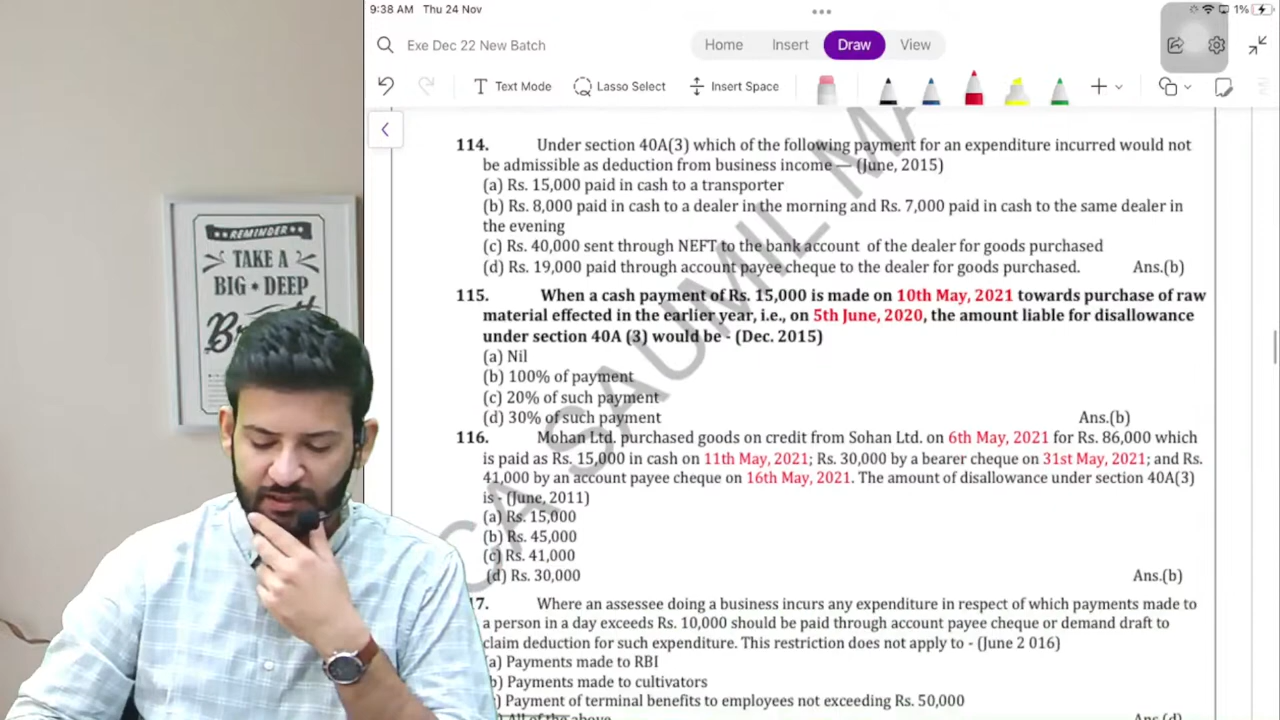 9:38 AM Thu 24 Nov
1%
Exe Dec 22 New Batch
Home Insert Draw View
Text Mode Lasso Select Insert Space
REMINDER
TAKE A
BIG • DEEP
114. Under section 40A(3) which of the following payment for an expenditure incurred would not
be admissible as deduction from business income — (June, 2015)
(a) Rs. 15,000 paid in cash to a transporter
(b) Rs. 8,000 paid in cash to a dealer in the morning and Rs. 7,000 paid in cash to the same dealer in
the evening
(c) Rs. 40,000 sent through NEFT to the bank account of the dealer for goods purchased
(d) Rs. 19,000 paid through account payee cheque to the dealer for goods purchased. Ans.(b)
115. When a cash payment of Rs. 15,000 is made on 10th May, 2021 towards purchase of raw
material effected in the earlier year, i.e., on 5th June, 2020, the amount liable for disallowance
under section 40A (3) would be - (Dec. 2015)
(a) Nil
(b) 100% of payment
(c) 20% of such payment
(d) 30% of such payment Ans.(b)
116. Mohan Ltd. purchased goods on credit from Sohan Ltd. on 6th May, 2021 for Rs. 86,000 which
is paid as Rs. 15,000 in cash on 11th May, 2021; Rs. 30,000 by a bearer cheque on 31st May, 2021; and Rs.
41,000 by an account payee cheque on 16th May, 2021. The amount of disallowance under section 40A(3)
is - (June, 2011)
(a) Rs. 15,000
(b) Rs. 45,000
(c) Rs. 41,000
(d) Rs. 30,000 Ans.(b)
17. Where an assessee doing a business incurs any expenditure in respect of which payments made to
a person in a day exceeds Rs. 10,000 should be paid through account payee cheque or demand draft to
claim deduction for such expenditure. This restriction does not apply to - (June 2 016)
(a) Payments made to RBI
b) Payments made to cultivators
) Payment of terminal benefits to employees not exceeding Rs. 50,000
) All of the above Ans.(d)
CA SAUMIL MA